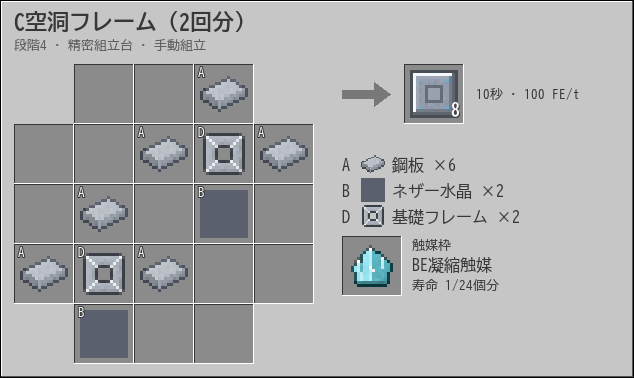 C空洞フレーム（2回分）
段階4 · 精密組立台 · 手動組立
A
A
D
A
A
B
A
D
A
B
8
10秒 · 100 FE/t
A 鋼板 ×6
B ネザー水晶 ×2
D 基礎フレーム ×2
触媒枠
BE凝縮触媒
寿命 1/24個分